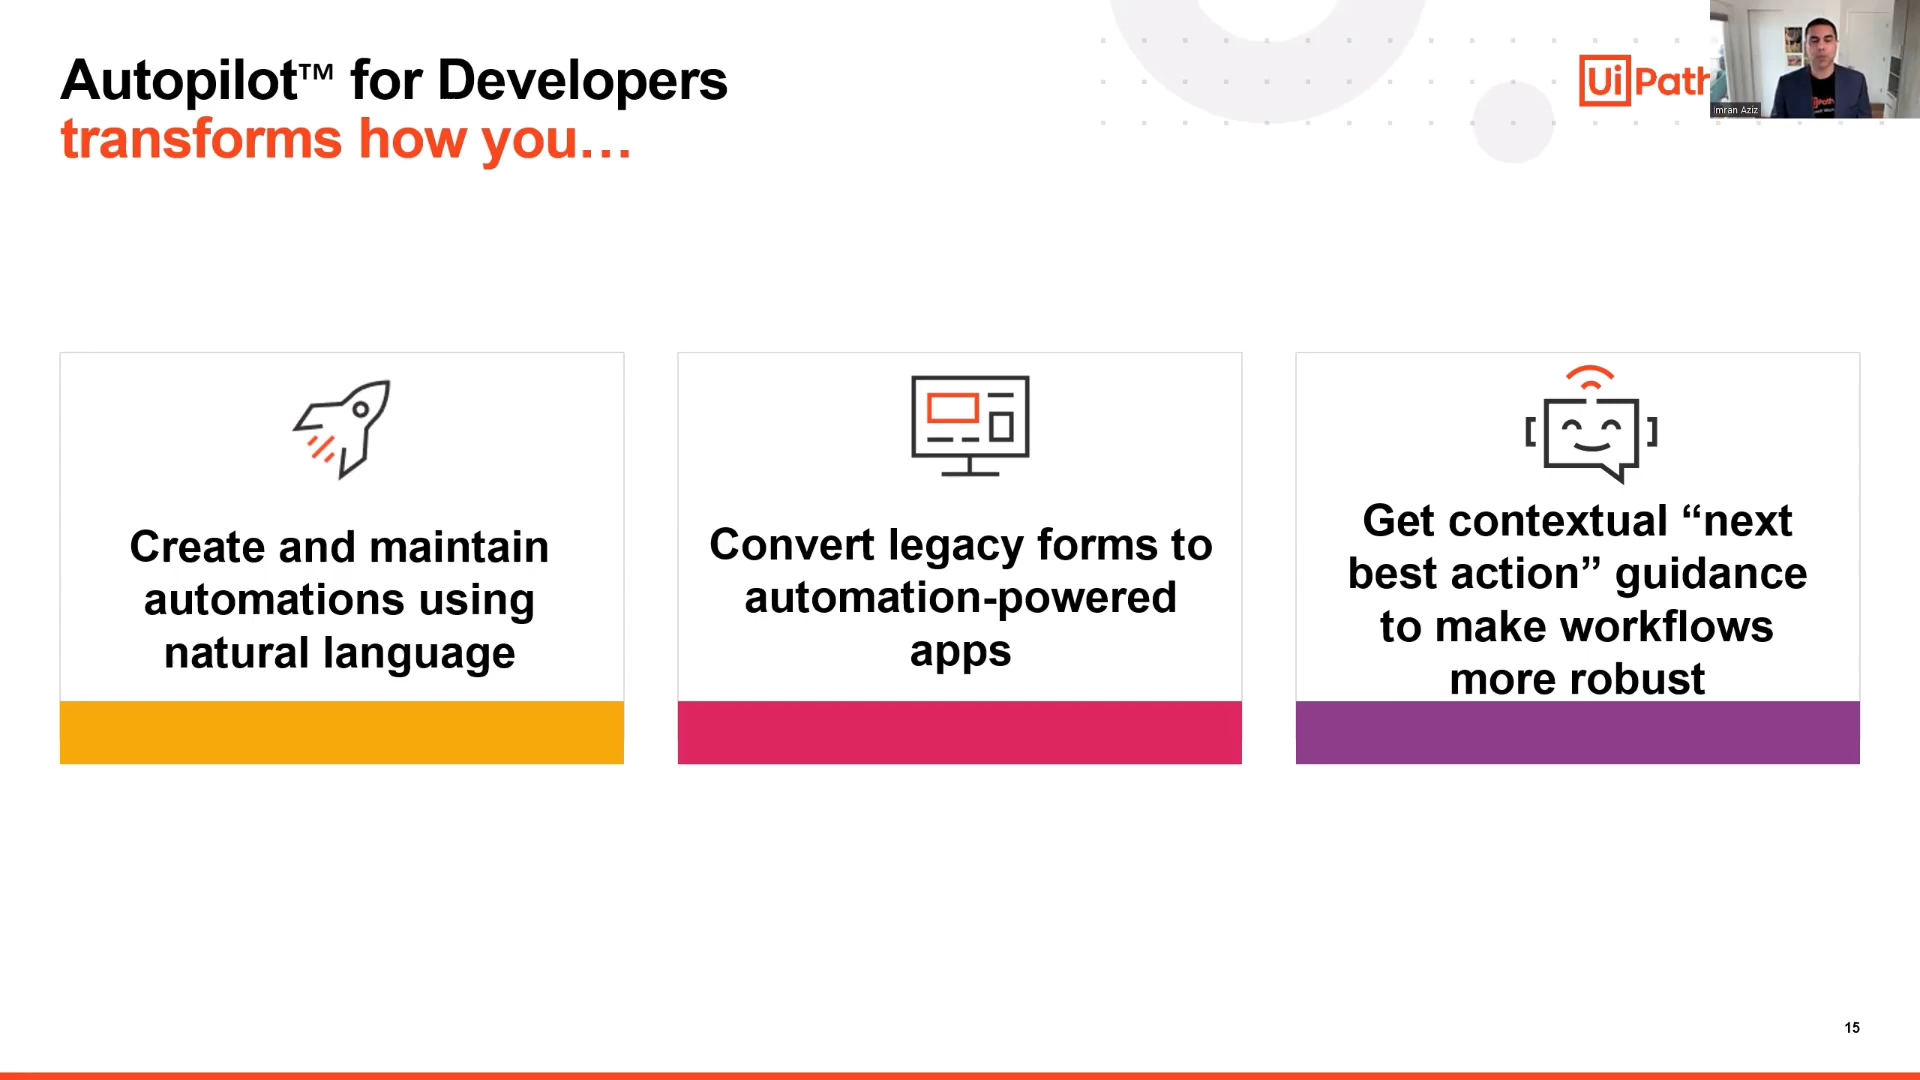 Autopilot™ for Developers
transforms how you…
UiPath
Imran Aziz
Create and maintain
automations using
natural language
Convert legacy forms to
automation-powered
apps
Get contextual “next
best action” guidance
to make workflows
more robust
15